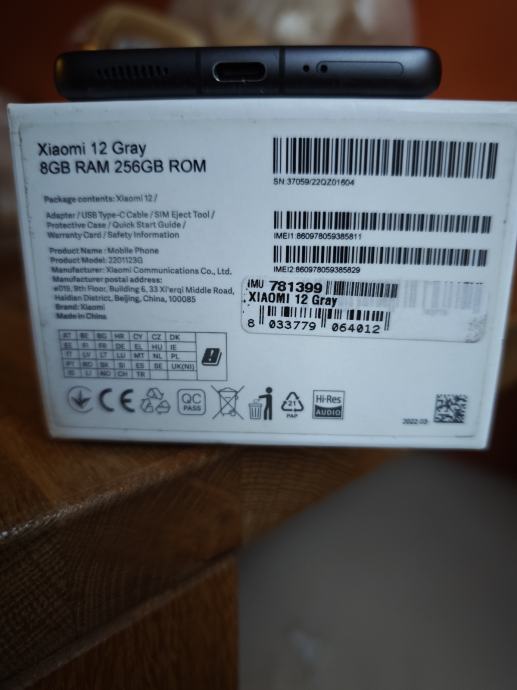 Xiaomi 12 Gray
8GB RAM 256GB ROM
Package contents: Xiaomi 12 /
Adapter / USB Type-C Cable / SIM Eject Tool /
Protective Case / Quick Start Guide /
Warranty Card / Safety Information
Product Name : Mobile Phone
Product Model: 2201123G
Manufacturer: Xiaomi Communications Co., Ltd.
Manufacturer postal address:
#019, 9th Floor, Building 6, 33 Xi'erqi Middle Road,
Haidian District, Beijing, China, 100085
Brand: Xiaomi
Made in China
SN:37059/22QZ01604
IMEI1:860978059385811
IMEI2:860978059385829
IMU 781399
XIAOMI 12 Gray
8 033779 064012
AT BE BG HR CY CZ DK
EE FI FR DE EL HU IE
IT LV LT LU MT NL PL
PT RO SK SI ES SE UK(NI)
IS LI NO CH TR
CE
QC
PASS
21
PAP
Hi-Res
AUDIO
2022.03